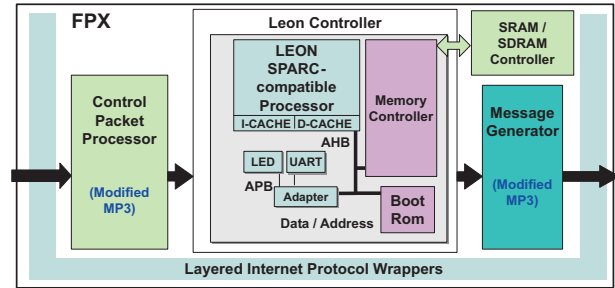 FPX
Leon Controller
LEON
SPARC-
compatible
Processor
I-CACHE D-CACHE
Memory
Controller
AHB
LED
UART
APB
Adapter
Data / Address
Boot
Rom
SRAM /
SDRAM
Controller
Control
Packet
Processor
(Modified
MP3)
Message
Generator
(Modified
MP3)
Layered Internet Protocol Wrappers